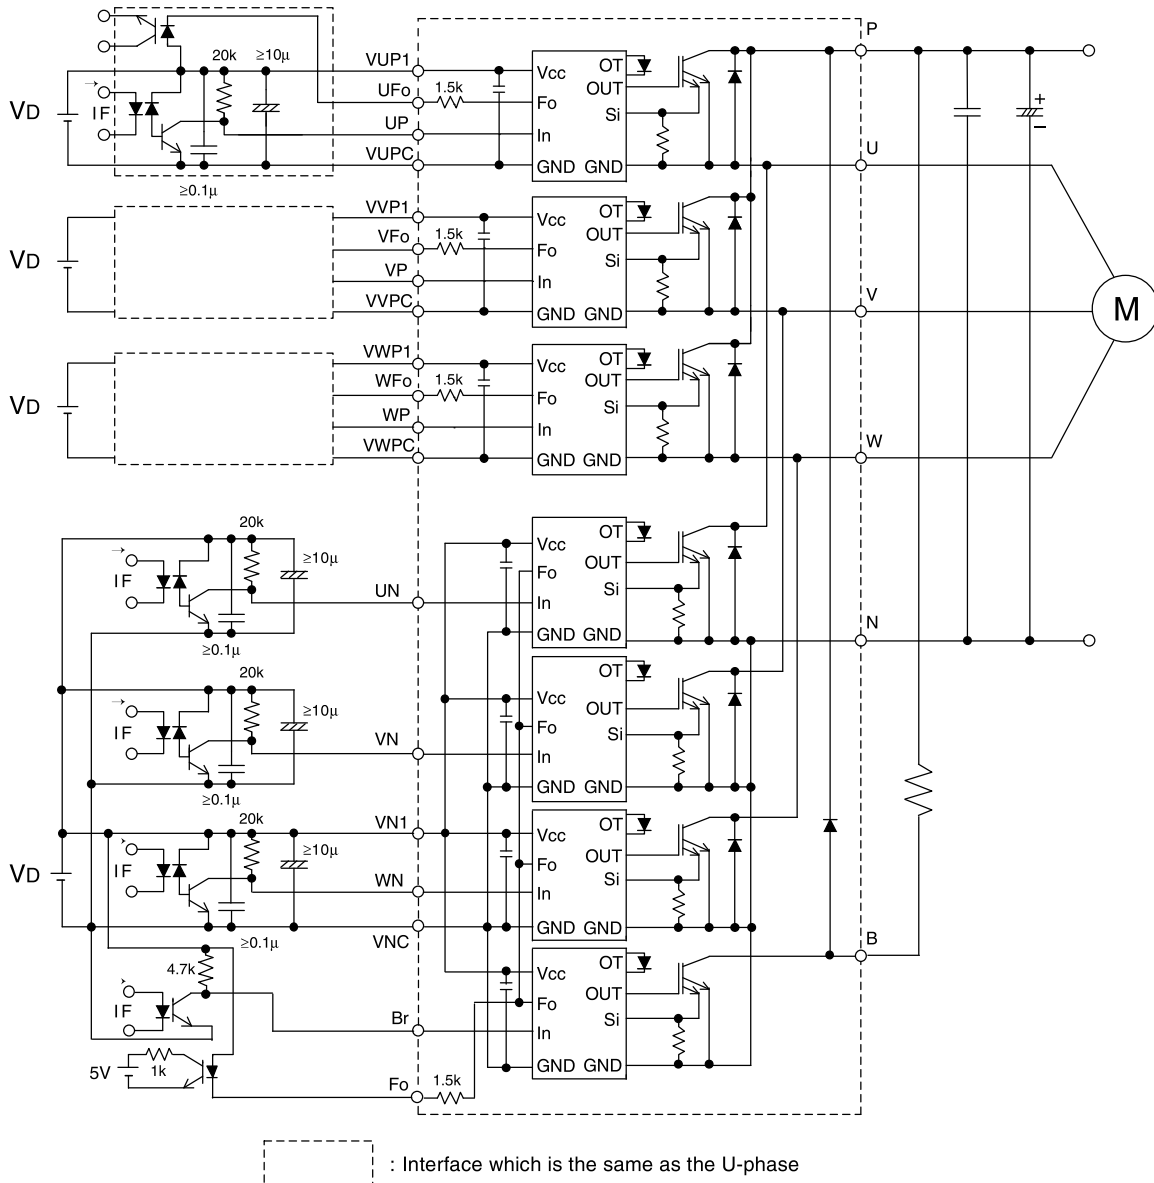 P
20k
≥10µ
VUP1
UFo
UP
VUPC
1.5k
Vcc
Fo
In
GND GND
OT
OUT
Si
VD
IF
≥0.1µ
U
+
−
VVP1
VFo
VP
VVPC
1.5k
Vcc
Fo
In
GND GND
OT
OUT
Si
VD
V
M
VWP1
WFo
WP
VWPC
1.5k
Vcc
Fo
In
GND GND
OT
OUT
Si
VD
W
20k
≥10µ
IF
≥0.1µ
UN
Vcc
Fo
In
GND GND
OT
OUT
Si
N
20k
≥10µ
IF
≥0.1µ
VN
Vcc
Fo
In
GND GND
OT
OUT
Si
20k
≥10µ
VD
IF
≥0.1µ
VN1
WN
VNC
Vcc
Fo
In
GND GND
OT
OUT
Si
B
4.7k
IF
Br
Vcc
Fo
In
GND GND
OT
OUT
Si
5V
1k
Fo
1.5k
: Interface which is the same as the U-phase